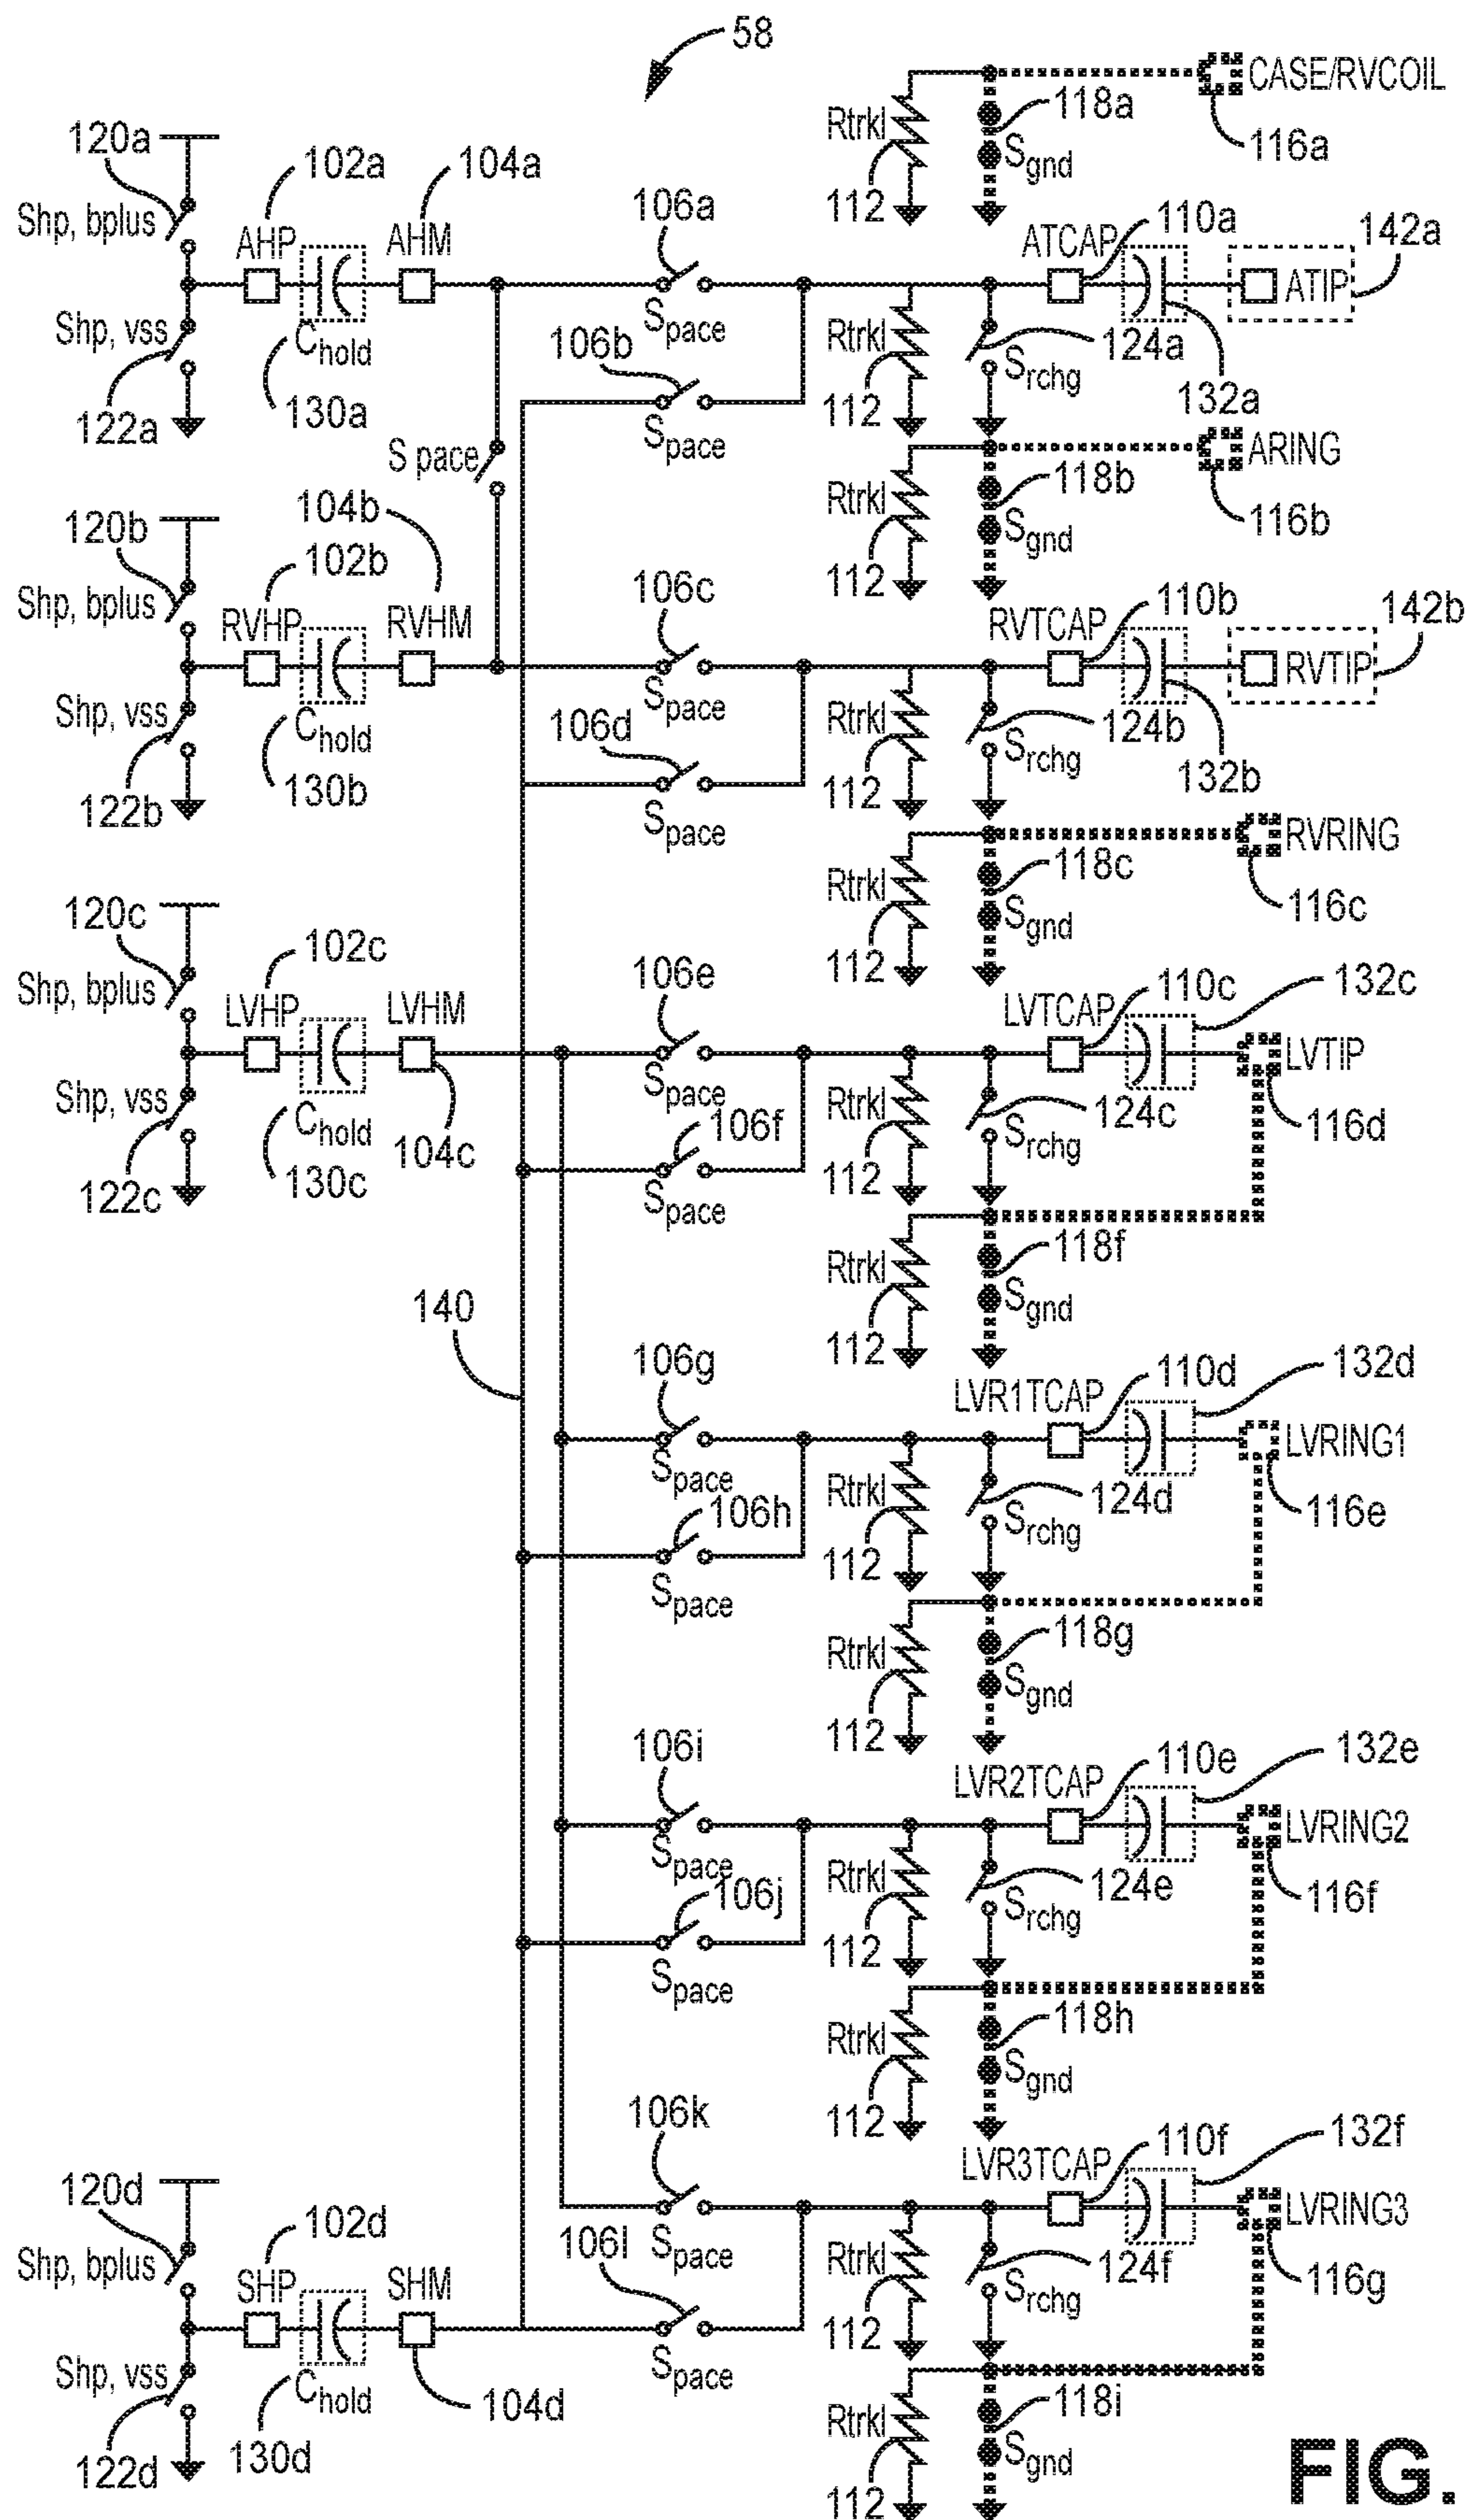 58
CASE/RVCOIL
Rtrkl
118a
Sgnd
116a
112
120a
102a
104a
Shp, bplus
AHP
AHM
106a
ATCAP
110a
142a
ATIP
Space
Shp, vss
Chold
106b
Rtrkl
124a
Srchg
132a
122a
130a
112
Space
S pace
ARING
Rtrkl
118b
Sgnd
116b
112
120b
102b
104b
Shp, bplus
RVHP
RVHM
106c
RVTCAP
110b
142b
RVTIP
Space
Shp, vss
Chold
106d
Rtrkl
124b
Srchg
132b
122b
130b
112
Space
RVRING
Rtrkl
118c
Sgnd
116c
112
120c
102c
Shp, bplus
LVHP
LVHM
106e
LVTCAP
110c
132c
LVTIP
Space
Shp, vss
Chold
104c
106f
Rtrkl
124c
Srchg
116d
122c
130c
112
Space
Rtrkl
118f
Sgnd
112
140
106g
LVR1TCAP
110d
132d
LVRING1
Space
106h
Rtrkl
124d
Srchg
116e
112
Space
Rtrkl
118g
Sgnd
112
106i
LVR2TCAP
110e
132e
LVRING2
Space
106j
Rtrkl
124e
Srchg
116f
112
Space
Rtrkl
118h
Sgnd
112
106k
LVR3TCAP
110f
132f
LVRING3
Space
106l
Rtrkl
124f
Srchg
116g
112
120d
102d
Shp, bplus
SHP
SHM
Space
Shp, vss
Chold
104d
122d
130d
Rtrkl
118i
Sgnd
112
FIG.